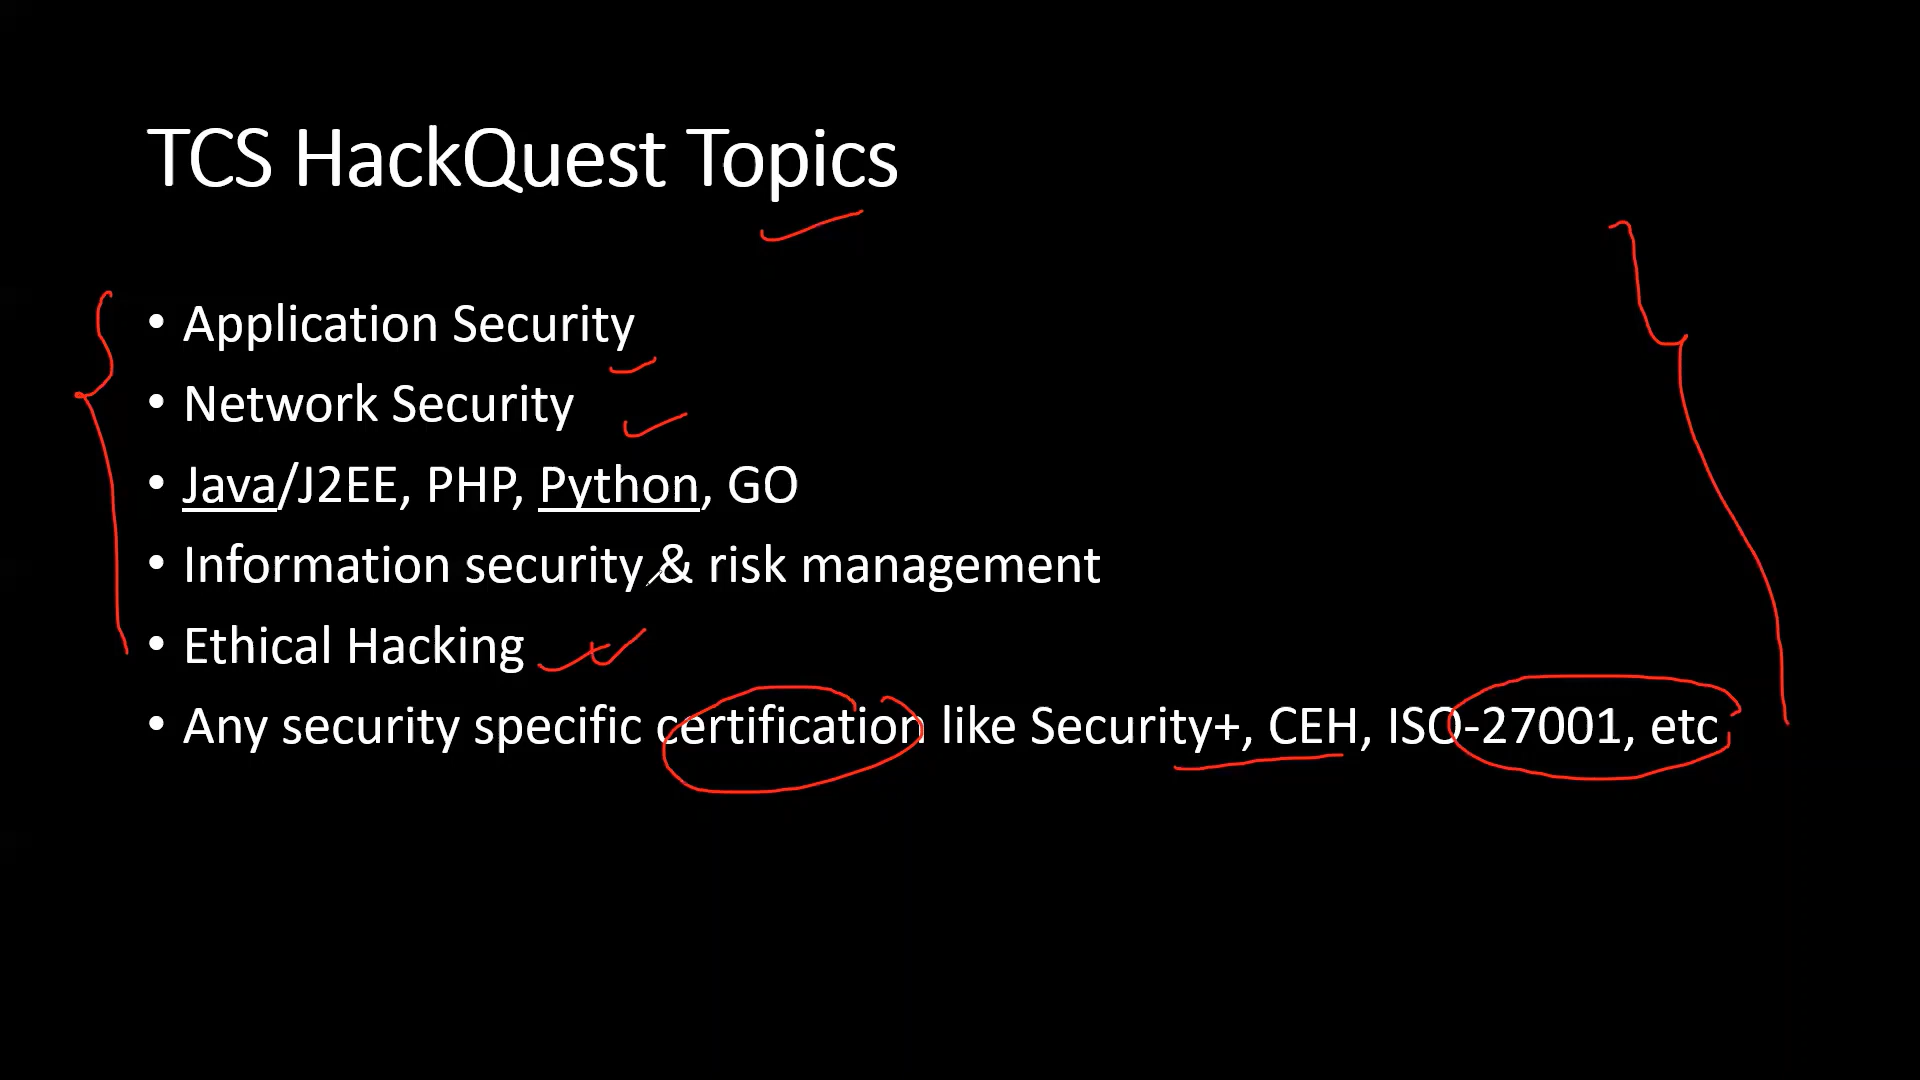 TCS HackQuest Topics
• Application Security
• Network Security
• Java/J2EE, PHP, Python, GO
• Information security & risk management
• Ethical Hacking
• Any security specific certification like Security+, CEH, ISO-27001, etc